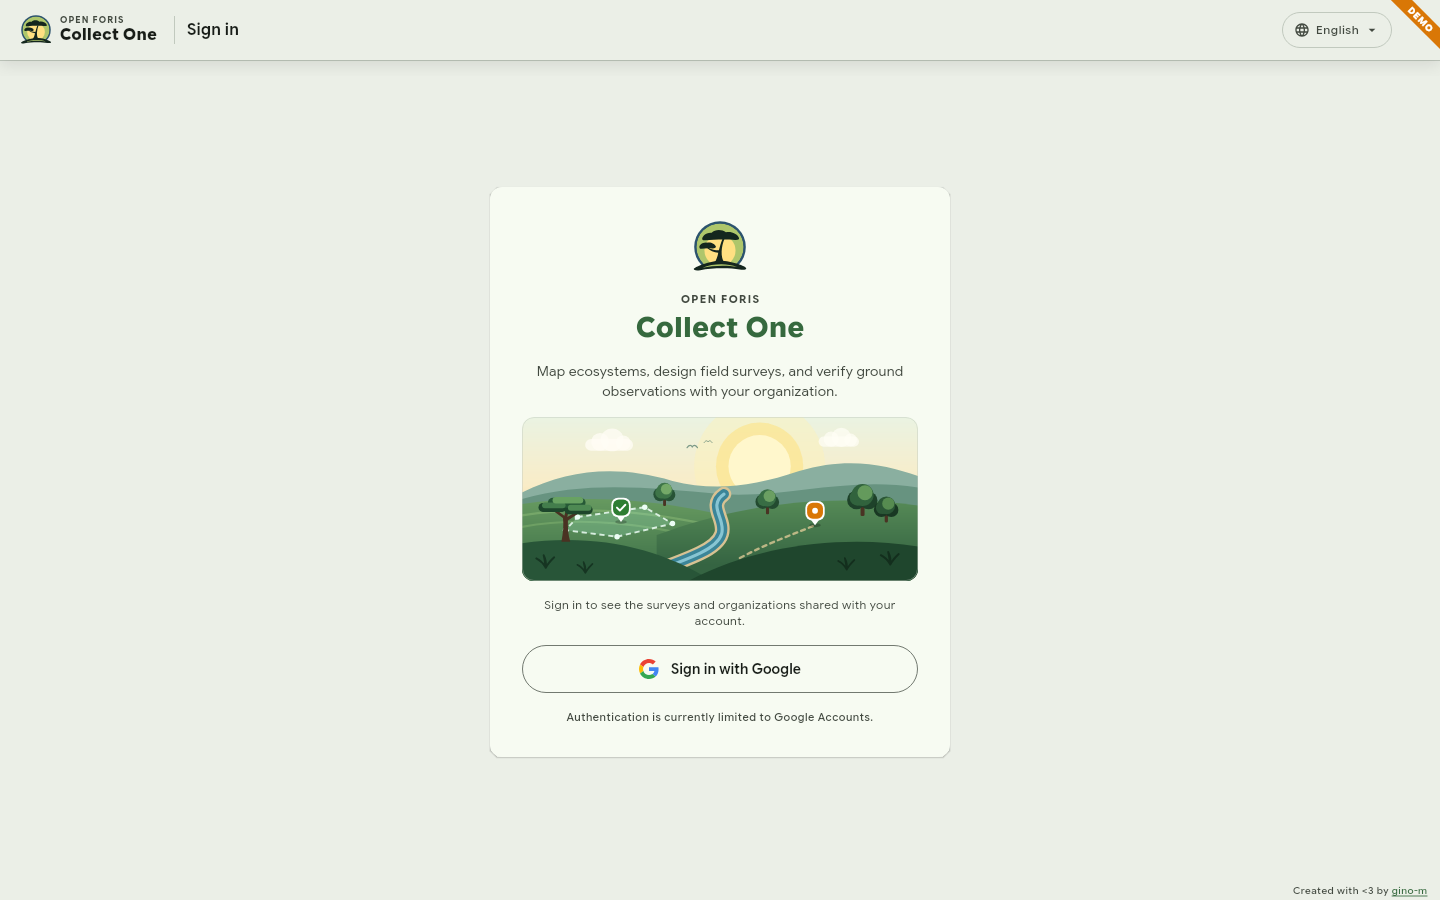 OPEN FORIS
Collect One
Sign in
English
DEMO
OPEN FORIS
Collect One
Map ecosystems, design field surveys, and verify ground
observations with your organization.
Sign in to see the surveys and organizations shared with your
account.
Sign in with Google
Authentication is currently limited to Google Accounts.
Created with <3 by gino-m